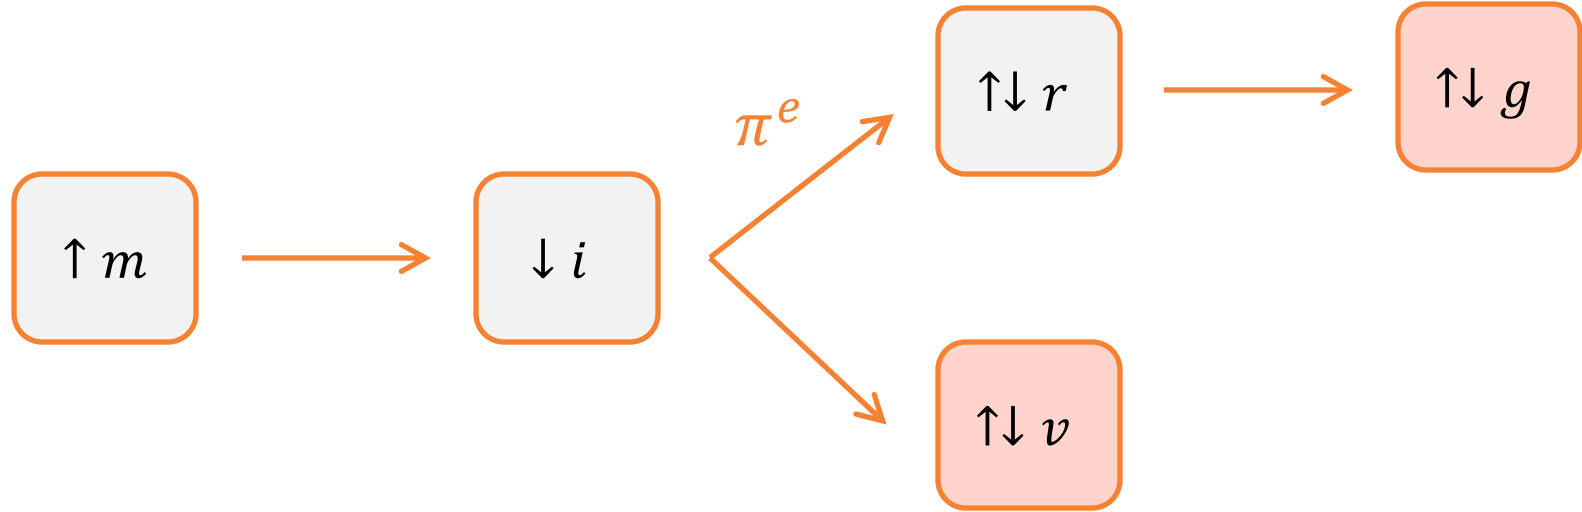 ↑ m
↓ i
π^e
↑↓ r
↑↓ g
↑↓ v